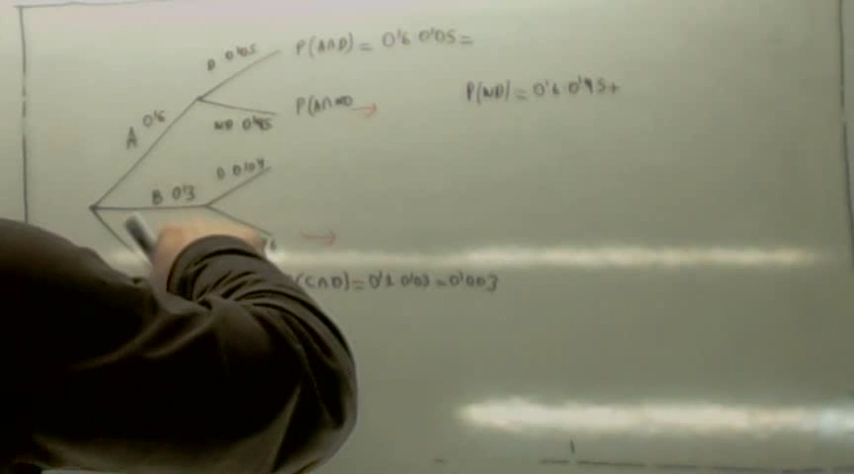 D 0'05 P(A∩D) = 0'6·0'05 =
A 0'6
ND 0'95 P(A∩ND → P(ND) = 0'6·0'95+
D 0'04
B 0'3
→
(C∩D) = 0'1·0'03 = 0'003